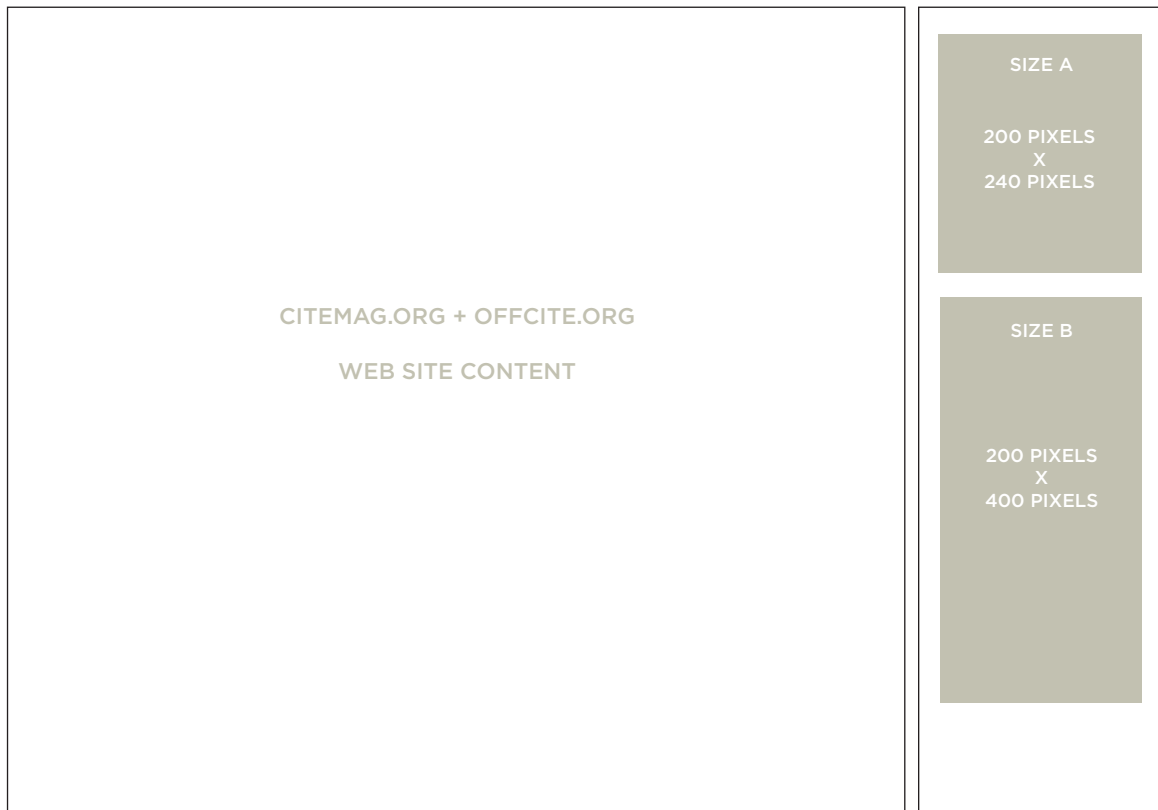 CITEMAG.ORG + OFFCITE.ORG
WEB SITE CONTENT
SIZE A
200 PIXELS
X
240 PIXELS
SIZE B
200 PIXELS
X
400 PIXELS